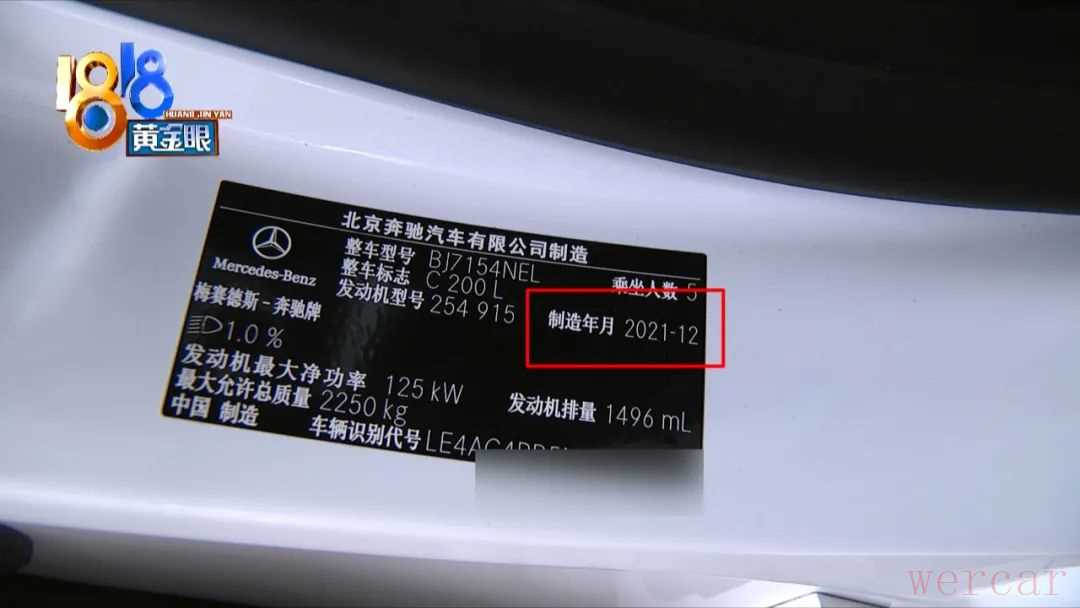 1818
HUANG JIN YAN
黄金眼
北京奔驰汽车有限公司制造
Mercedes-Benz
整车型号 BJ7154NEL
整车标志 C 200 L
乘坐人数 5
发动机型号 254 915
制造年月 2021-12
梅赛德斯-奔驰牌
1.0 %
发动机最大净功率 125 kW
发动机排量 1496 mL
最大允许总质量 2250 kg
中国 制造
车辆识别代号
wercar